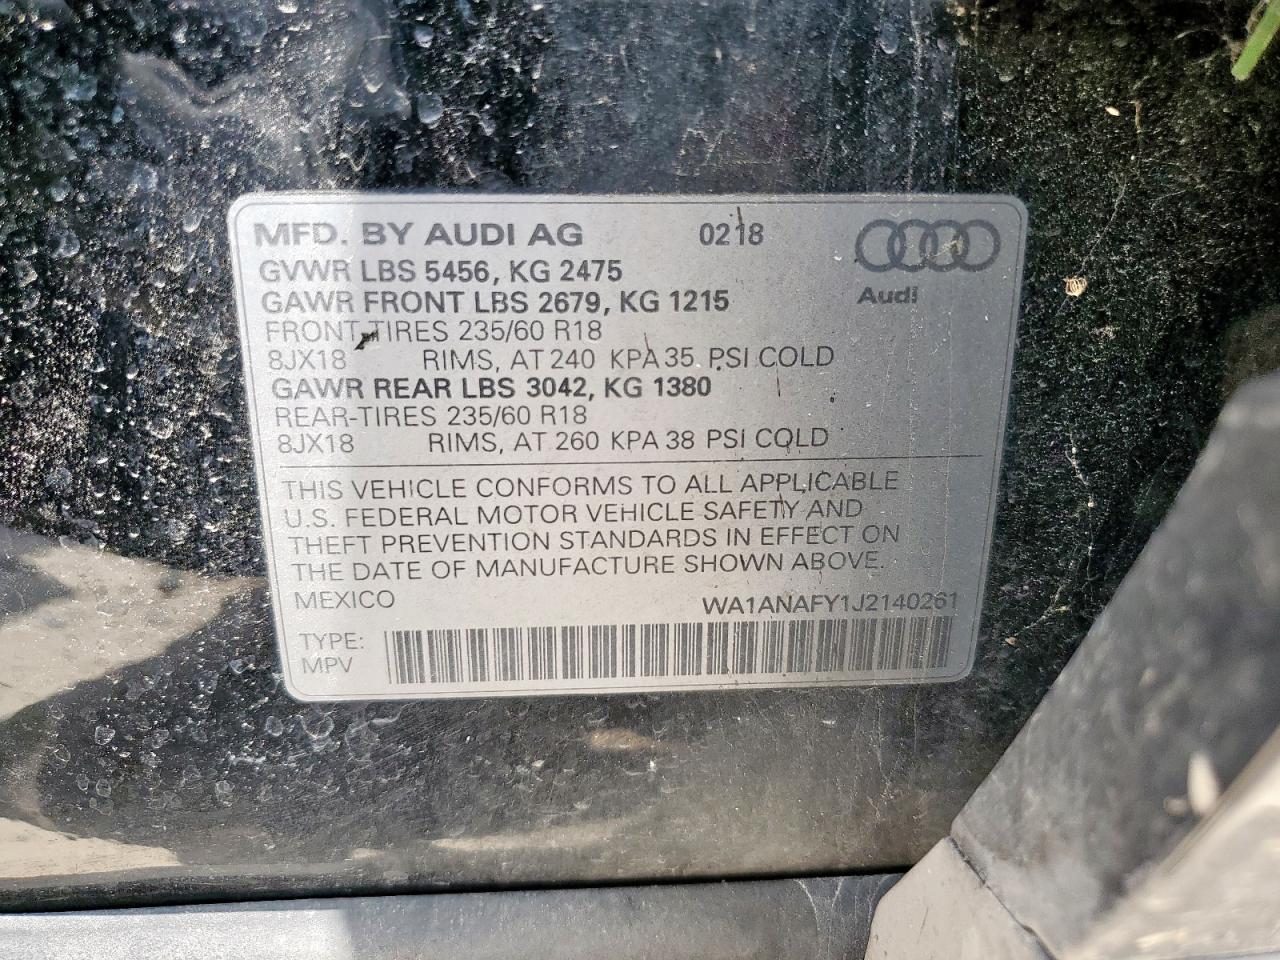 MFD. BY AUDI AG 0218
GVWR LBS 5456, KG 2475
GAWR FRONT LBS 2679, KG 1215 Audi
FRONT-TIRES 235/60 R18
8JX18 RIMS, AT 240 KPA 35 PSI COLD
GAWR REAR LBS 3042, KG 1380
REAR-TIRES 235/60 R18
8JX18 RIMS, AT 260 KPA 38 PSI COLD
THIS VEHICLE CONFORMS TO ALL APPLICABLE
U.S. FEDERAL MOTOR VEHICLE SAFETY AND
THEFT PREVENTION STANDARDS IN EFFECT ON
THE DATE OF MANUFACTURE SHOWN ABOVE.
MEXICO WA1ANAFY1J2140261
TYPE:
MPV